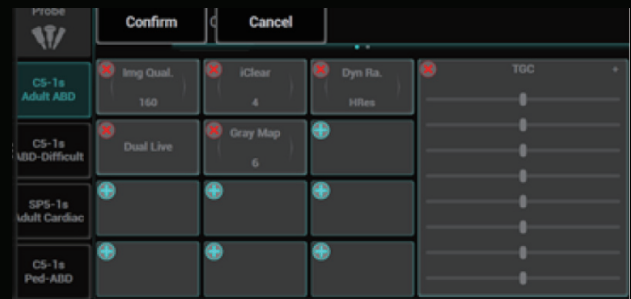 Probe
Confirm
Cancel
C5-1s
Adult ABD
Img Qual.
160
iClear
4
Dyn Ra.
HRes
TGC
C5-1s
ABD-Difficult
Dual Live
Gray Map
6
SP5-1s
Adult Cardiac
C5-1s
Ped-ABD